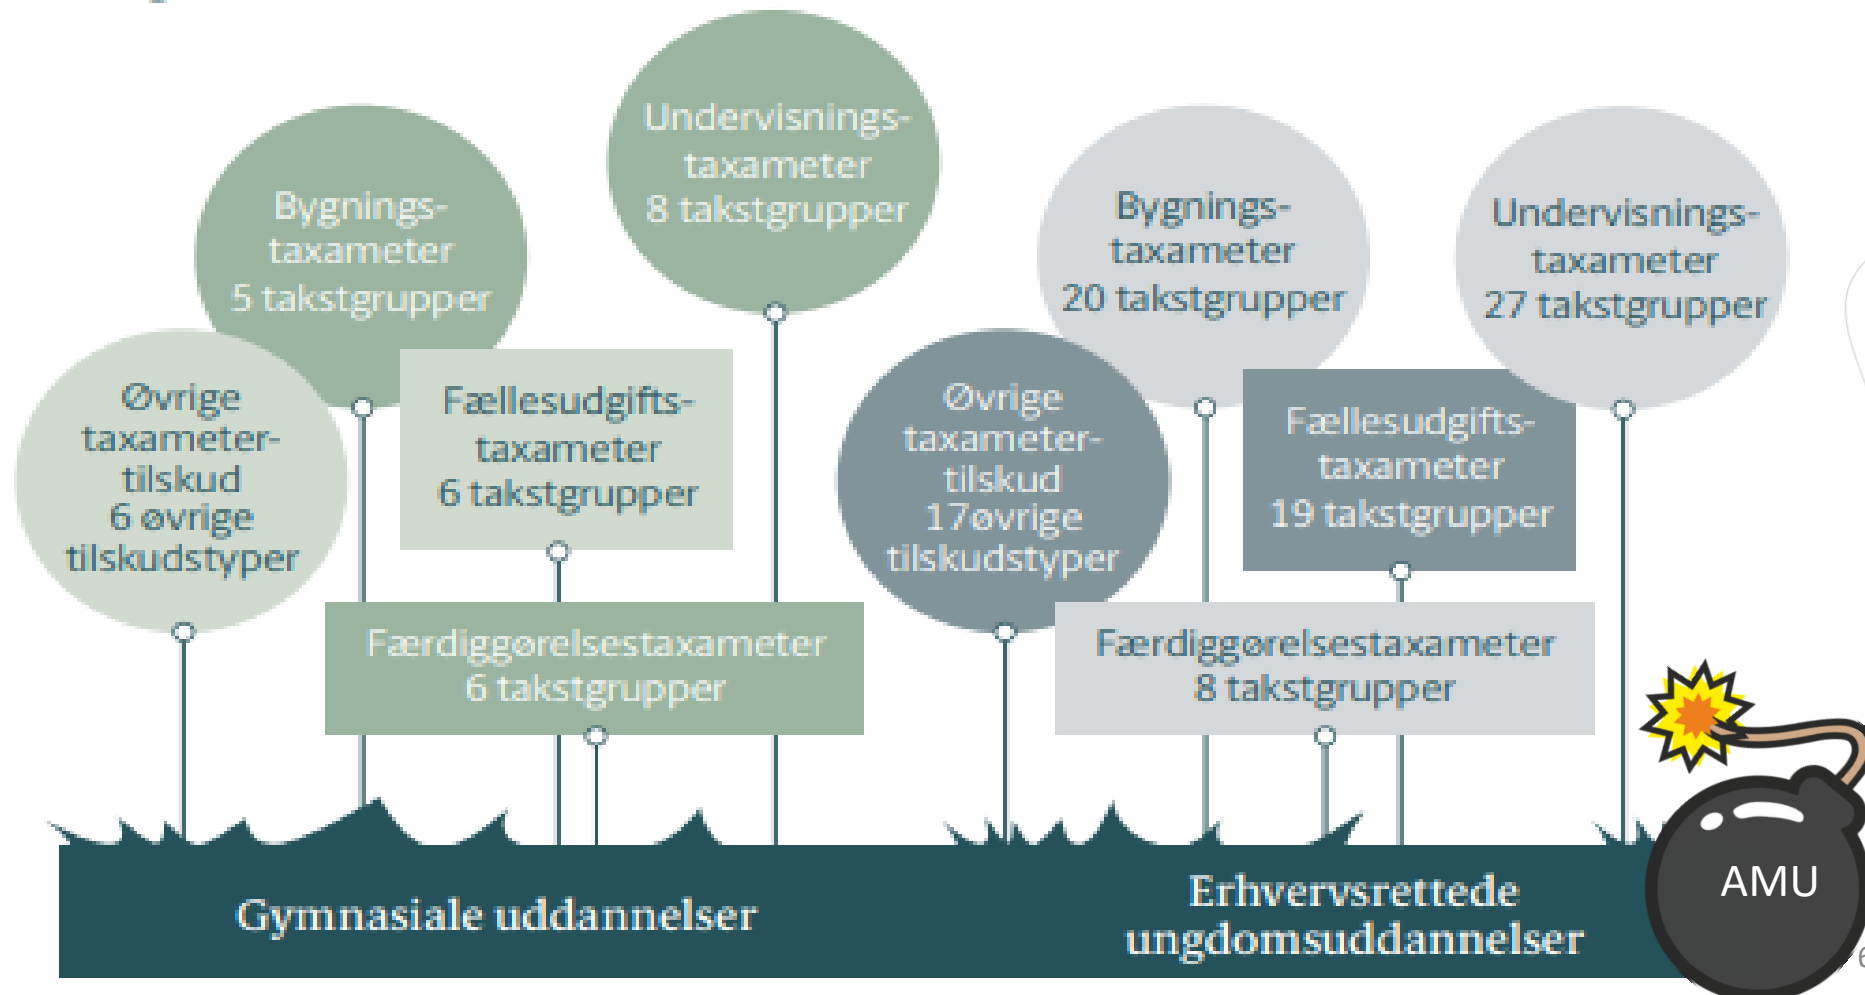 Undervisnings-
taxameter
8 takstgrupper
Bygnings-
taxameter
5 takstgrupper
Øvrige
taxameter-
tilskud
6 øvrige
tilskudstyper
Fællesudgifts-
taxameter
6 takstgrupper
Færdiggørelsestaxameter
6 takstgrupper
Gymnasiale uddannelser
Bygnings-
taxameter
20 takstgrupper
Undervisnings-
taxameter
27 takstgrupper
Øvrige
taxameter-
tilskud
17øvrige
tilskudstyper
Fællesudgifts-
taxameter
19 takstgrupper
Færdiggørelsestaxameter
8 takstgrupper
Erhvervsrettede
ungdomsuddannelser
AMU